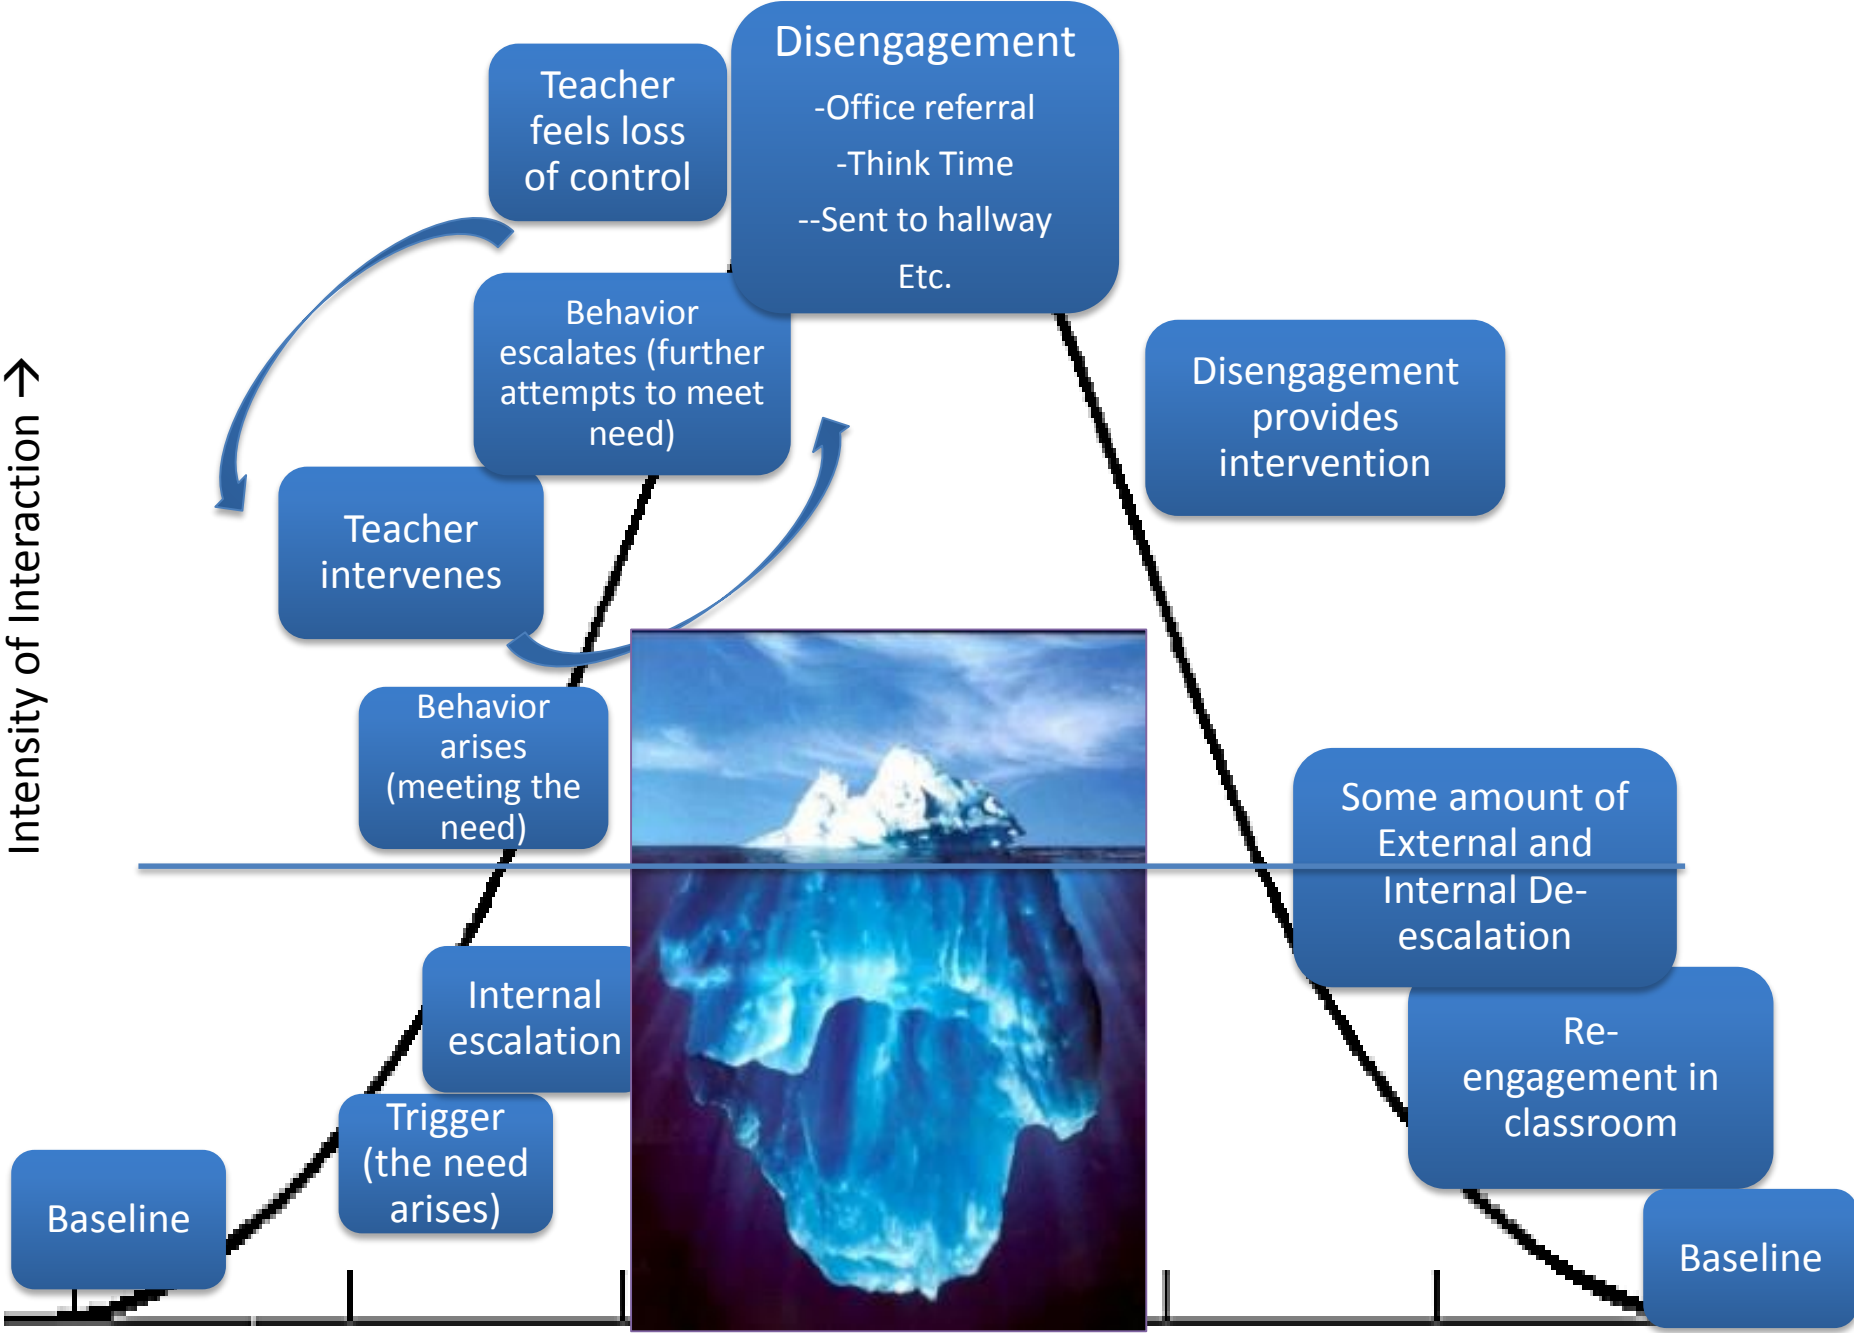 Disengagement
-Office referral
-Think Time
--Sent to hallway
Etc.
Teacher
feels loss
of control
Behavior
escalates (further
attempts to meet
need)
Teacher
intervenes
Behavior
arises
(meeting the
need)
Internal
escalation
Trigger
(the need
arises)
Baseline
Intensity of Interaction →
Disengagement
provides
intervention
Some amount of
External and
Internal De-
escalation
Re-
engagement in
classroom
Baseline